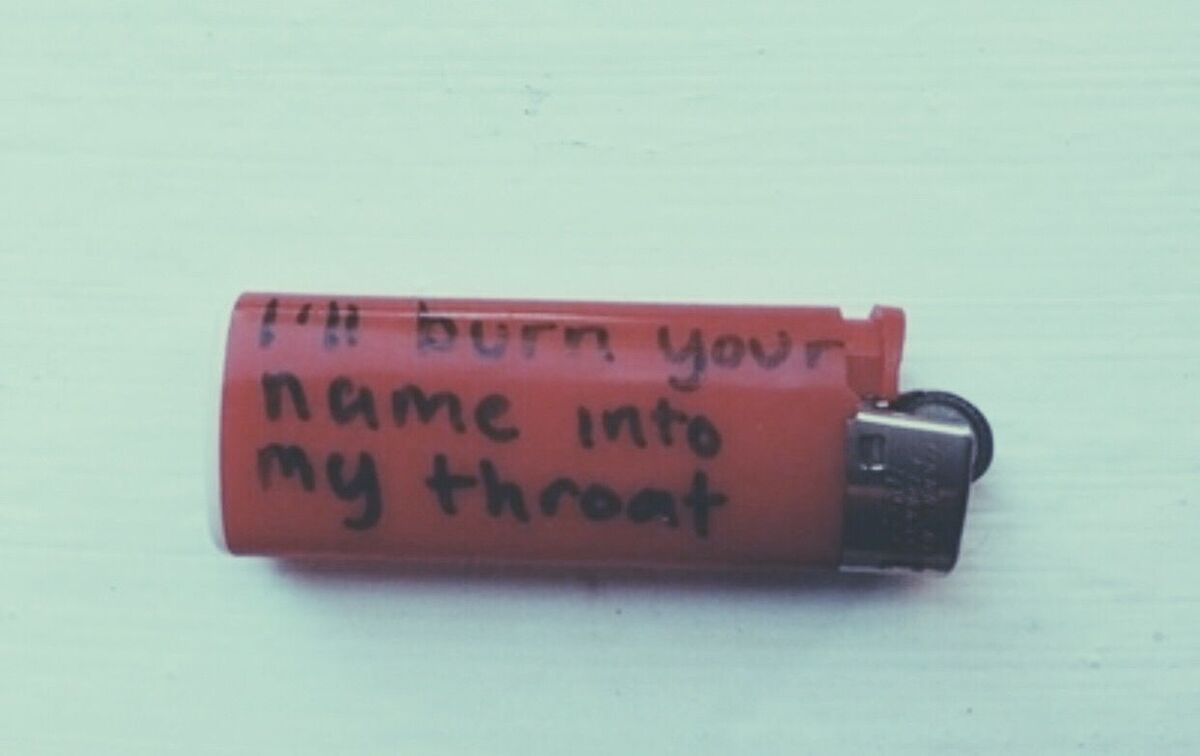 I'll burn your
name into
my throat